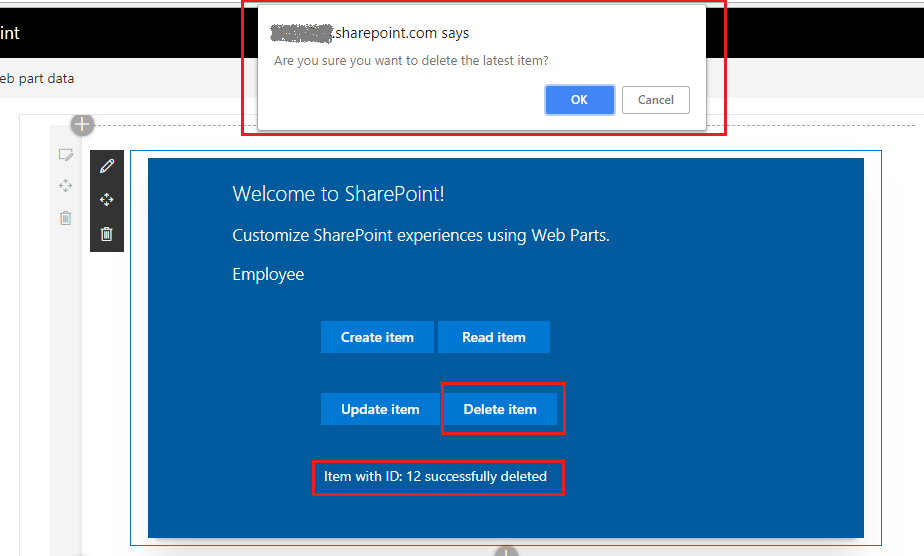 int
.sharepoint.com says
Are you sure you want to delete the latest item?
OK Cancel
eb part data
Welcome to SharePoint!
Customize SharePoint experiences using Web Parts.
Employee
Create item Read item
Update item Delete item
Item with ID: 12 successfully deleted